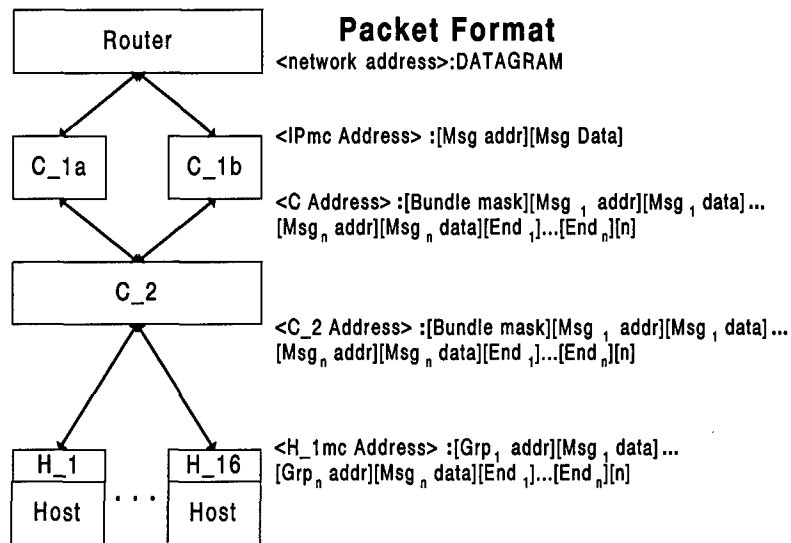 Packet Format
Router
<network address>:DATAGRAM
<IPmc Address> :[Msg addr][Msg Data]
C_1a
C_1b
<C Address> :[Bundle mask][Msg 1 addr][Msg 1 data]...
[Msg n addr][Msg n data][End 1]...[End n][n]
C_2
<C_2 Address> :[Bundle mask][Msg 1 addr][Msg 1 data]...
[Msg n addr][Msg n data][End 1]...[End n][n]
<H_1mc Address> :[Grp 1 addr][Msg 1 data]...
[Grp n addr][Msg n data][End 1]...[End n][n]
H_1
H_16
Host
. . .
Host